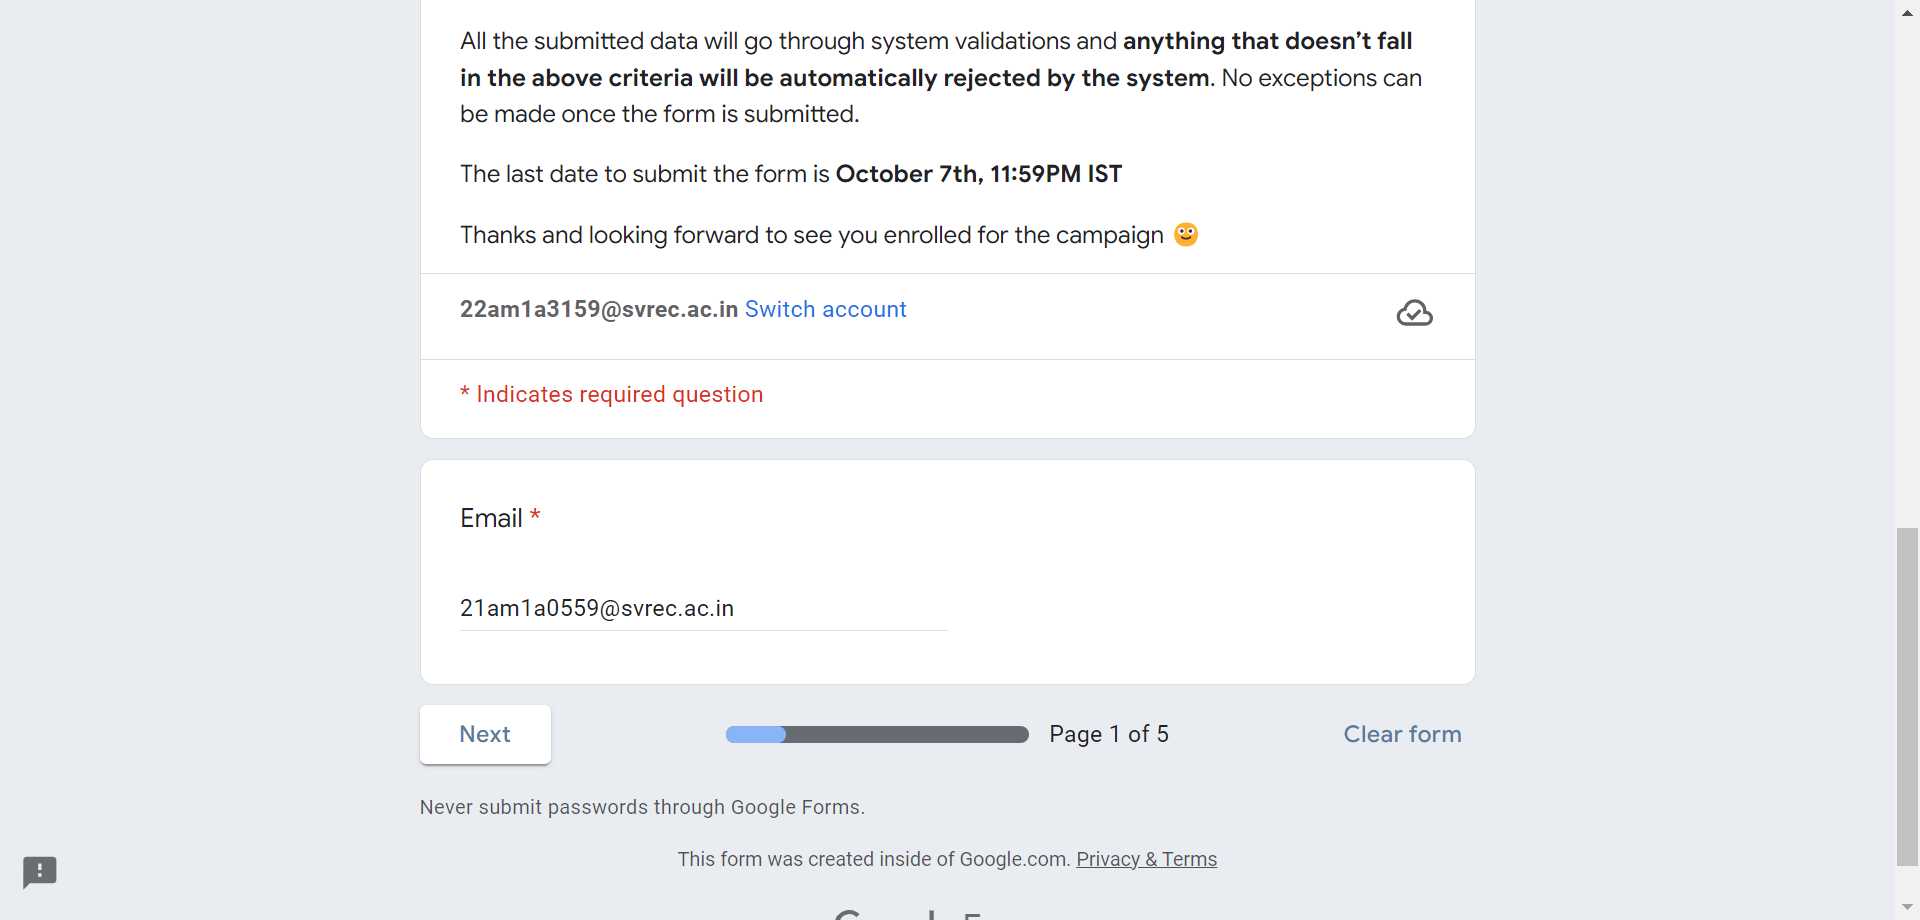 All the submitted data will go through system validations and anything that doesn’t fall
in the above criteria will be automatically rejected by the system. No exceptions can
be made once the form is submitted.
The last date to submit the form is October 7th, 11:59PM IST
Thanks and looking forward to see you enrolled for the campaign
22am1a3159@svrec.ac.in Switch account
* Indicates required question
Email *
21am1a0559@svrec.ac.in
Next Page 1 of 5 Clear form
Never submit passwords through Google Forms.
This form was created inside of Google.com. Privacy & Terms